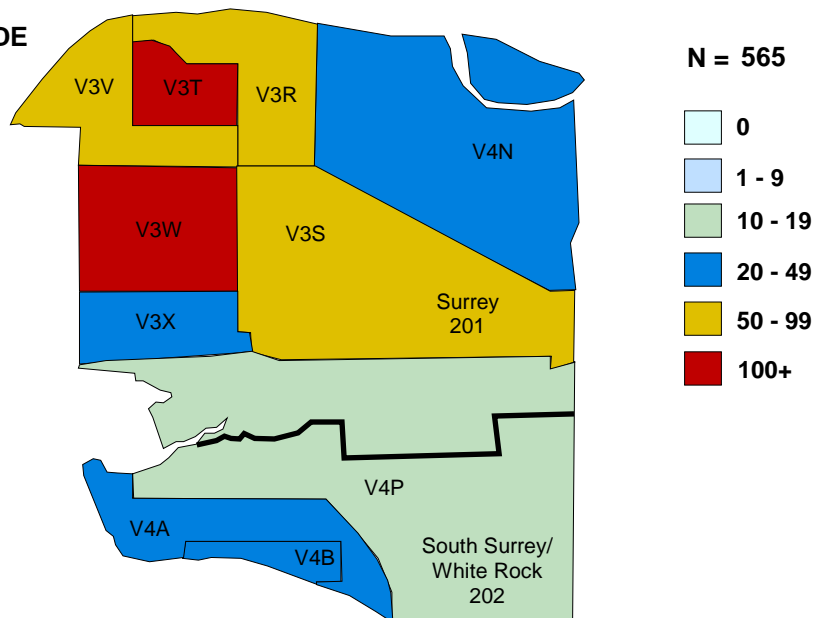 DE
N = 565
V3V
V3T
V3R
V4N
V3W
V3S
V3X
Surrey
201
V4P
V4A
V4B
South Surrey/
White Rock
202
0
1 - 9
10 - 19
20 - 49
50 - 99
100+